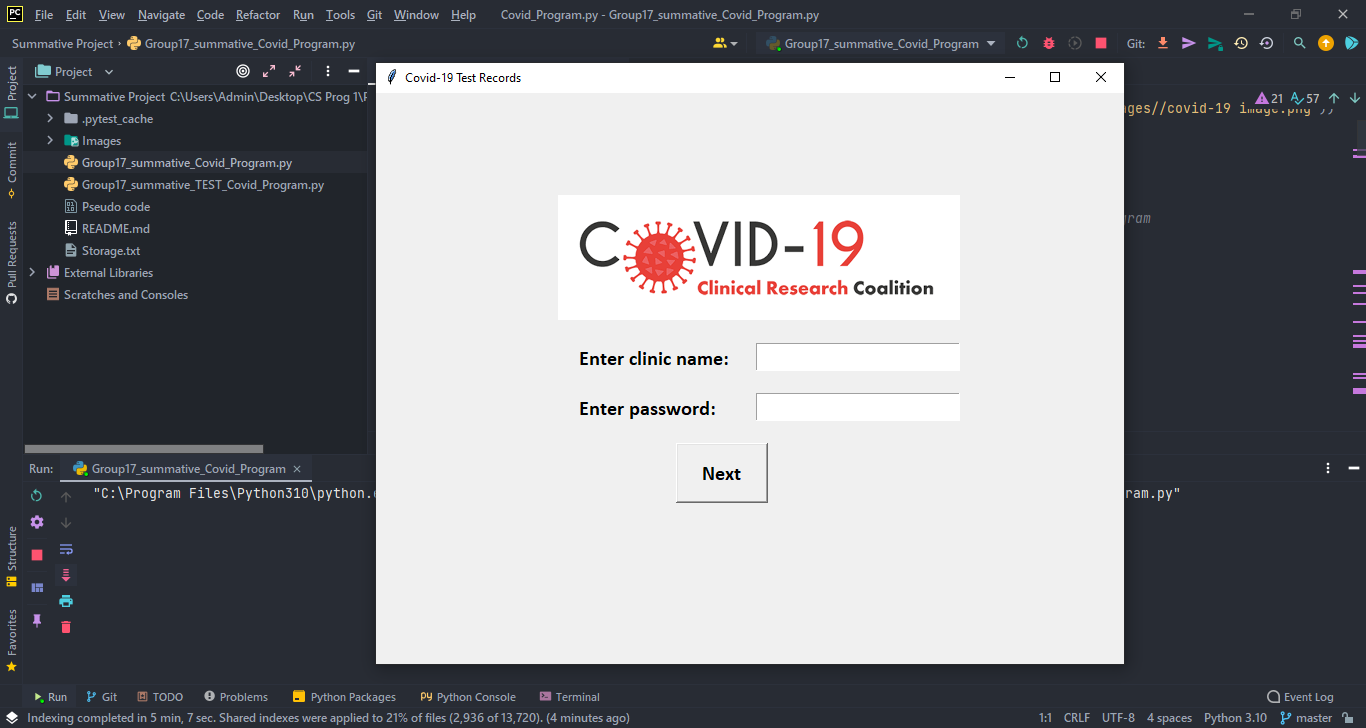 PC File Edit View Navigate Code Refactor Run Tools Git Window Help Covid_Program.py - Group17_summative_Covid_Program.py
Summative Project Group17_summative_Covid_Program.py Group17_summative_Covid_Program Git:
Project
Covid-19 Test Records
Project
Summative Project C:\Users\Admin\Desktop\CS Prog 1\
21 57
ages//covid-19 image.png"))
.pytest_cache
Images
Commit
Group17_summative_Covid_Program.py
Group17_summative_TEST_Covid_Program.py
Pseudo code
README.md
Pull Requests
Storage.txt
External Libraries
Scratches and Consoles
COVID-19
Clinical Research Coalition
Enter clinic name:
Enter password:
Next
Run: Group17_summative_Covid_Program
"C:\Program Files\Python310\python. ram.py"
Structure
Favorites
Run Git TODO Problems Python Packages Python Console Terminal Event Log
Indexing completed in 5 min, 7 sec. Shared indexes were applied to 21% of files (2,936 of 13,720). (4 minutes ago) 1:1 CRLF UTF-8 4 spaces Python 3.10 master